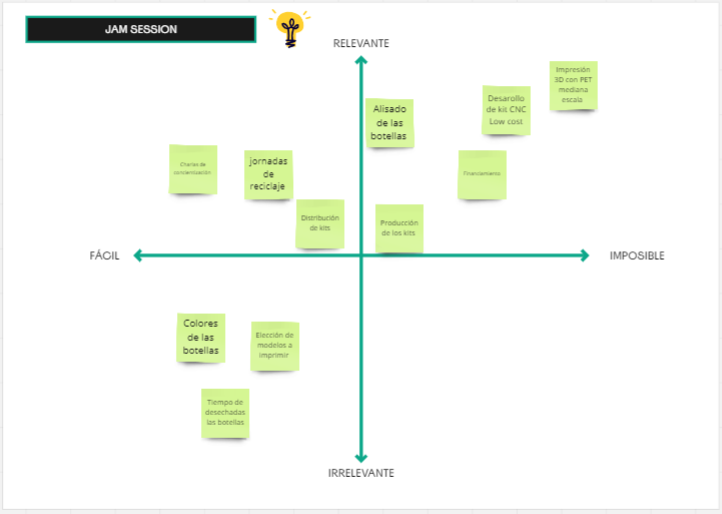 JAM SESSION
RELEVANTE
Impresión
3D con PET
mediana
escala
Desarollo
de kit CNC
Low cost
Alisado
de las
botellas
Charlas de
concientización
jornadas
de
reciclaje
Financiamiento
Distribución
de kits
Producción
de los kits
FÁCIL
IMPOSIBLE
Colores
de las
botellas
Elección de
modelos a
imprimir
Tiempo de
desechadas
las botellas
IRRELEVANTE